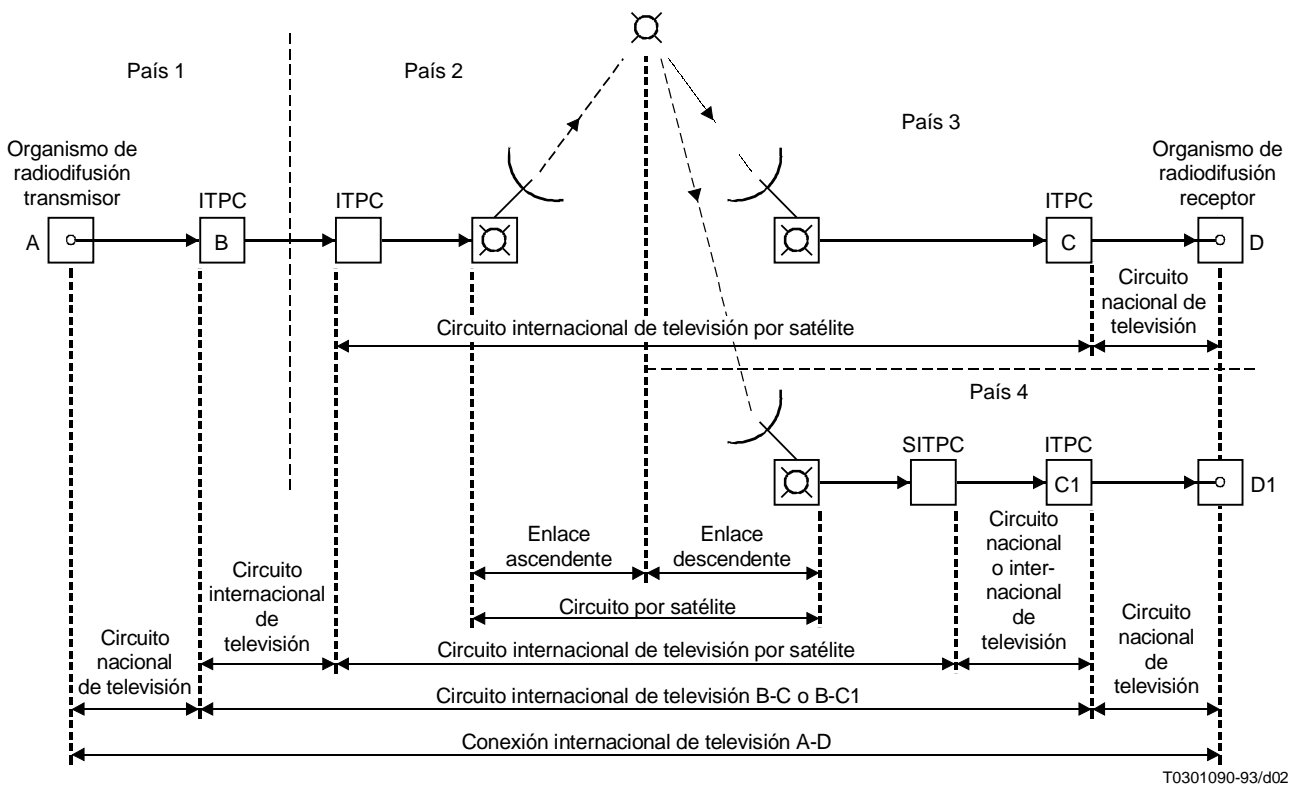 País 1
País 2
País 3
Organismo de
radiodifusión
transmisor
Organismo de
radiodifusión
receptor
ITPC
ITPC
ITPC
A
B
C
D
Circuito
nacional de
televisión
Circuito internacional de televisión por satélite
País 4
SITPC
ITPC
C1
D1
Enlace
ascendente
Enlace
descendente
Circuito
nacional
o inter-
nacional
de
televisión
Circuito
internacional
de
televisión
Circuito por satélite
Circuito
nacional
de televisión
Circuito internacional de televisión por satélite
Circuito
nacional
de
televisión
Circuito internacional de televisión B-C o B-C1
Conexión internacional de televisión A-D
T0301090-93/d02